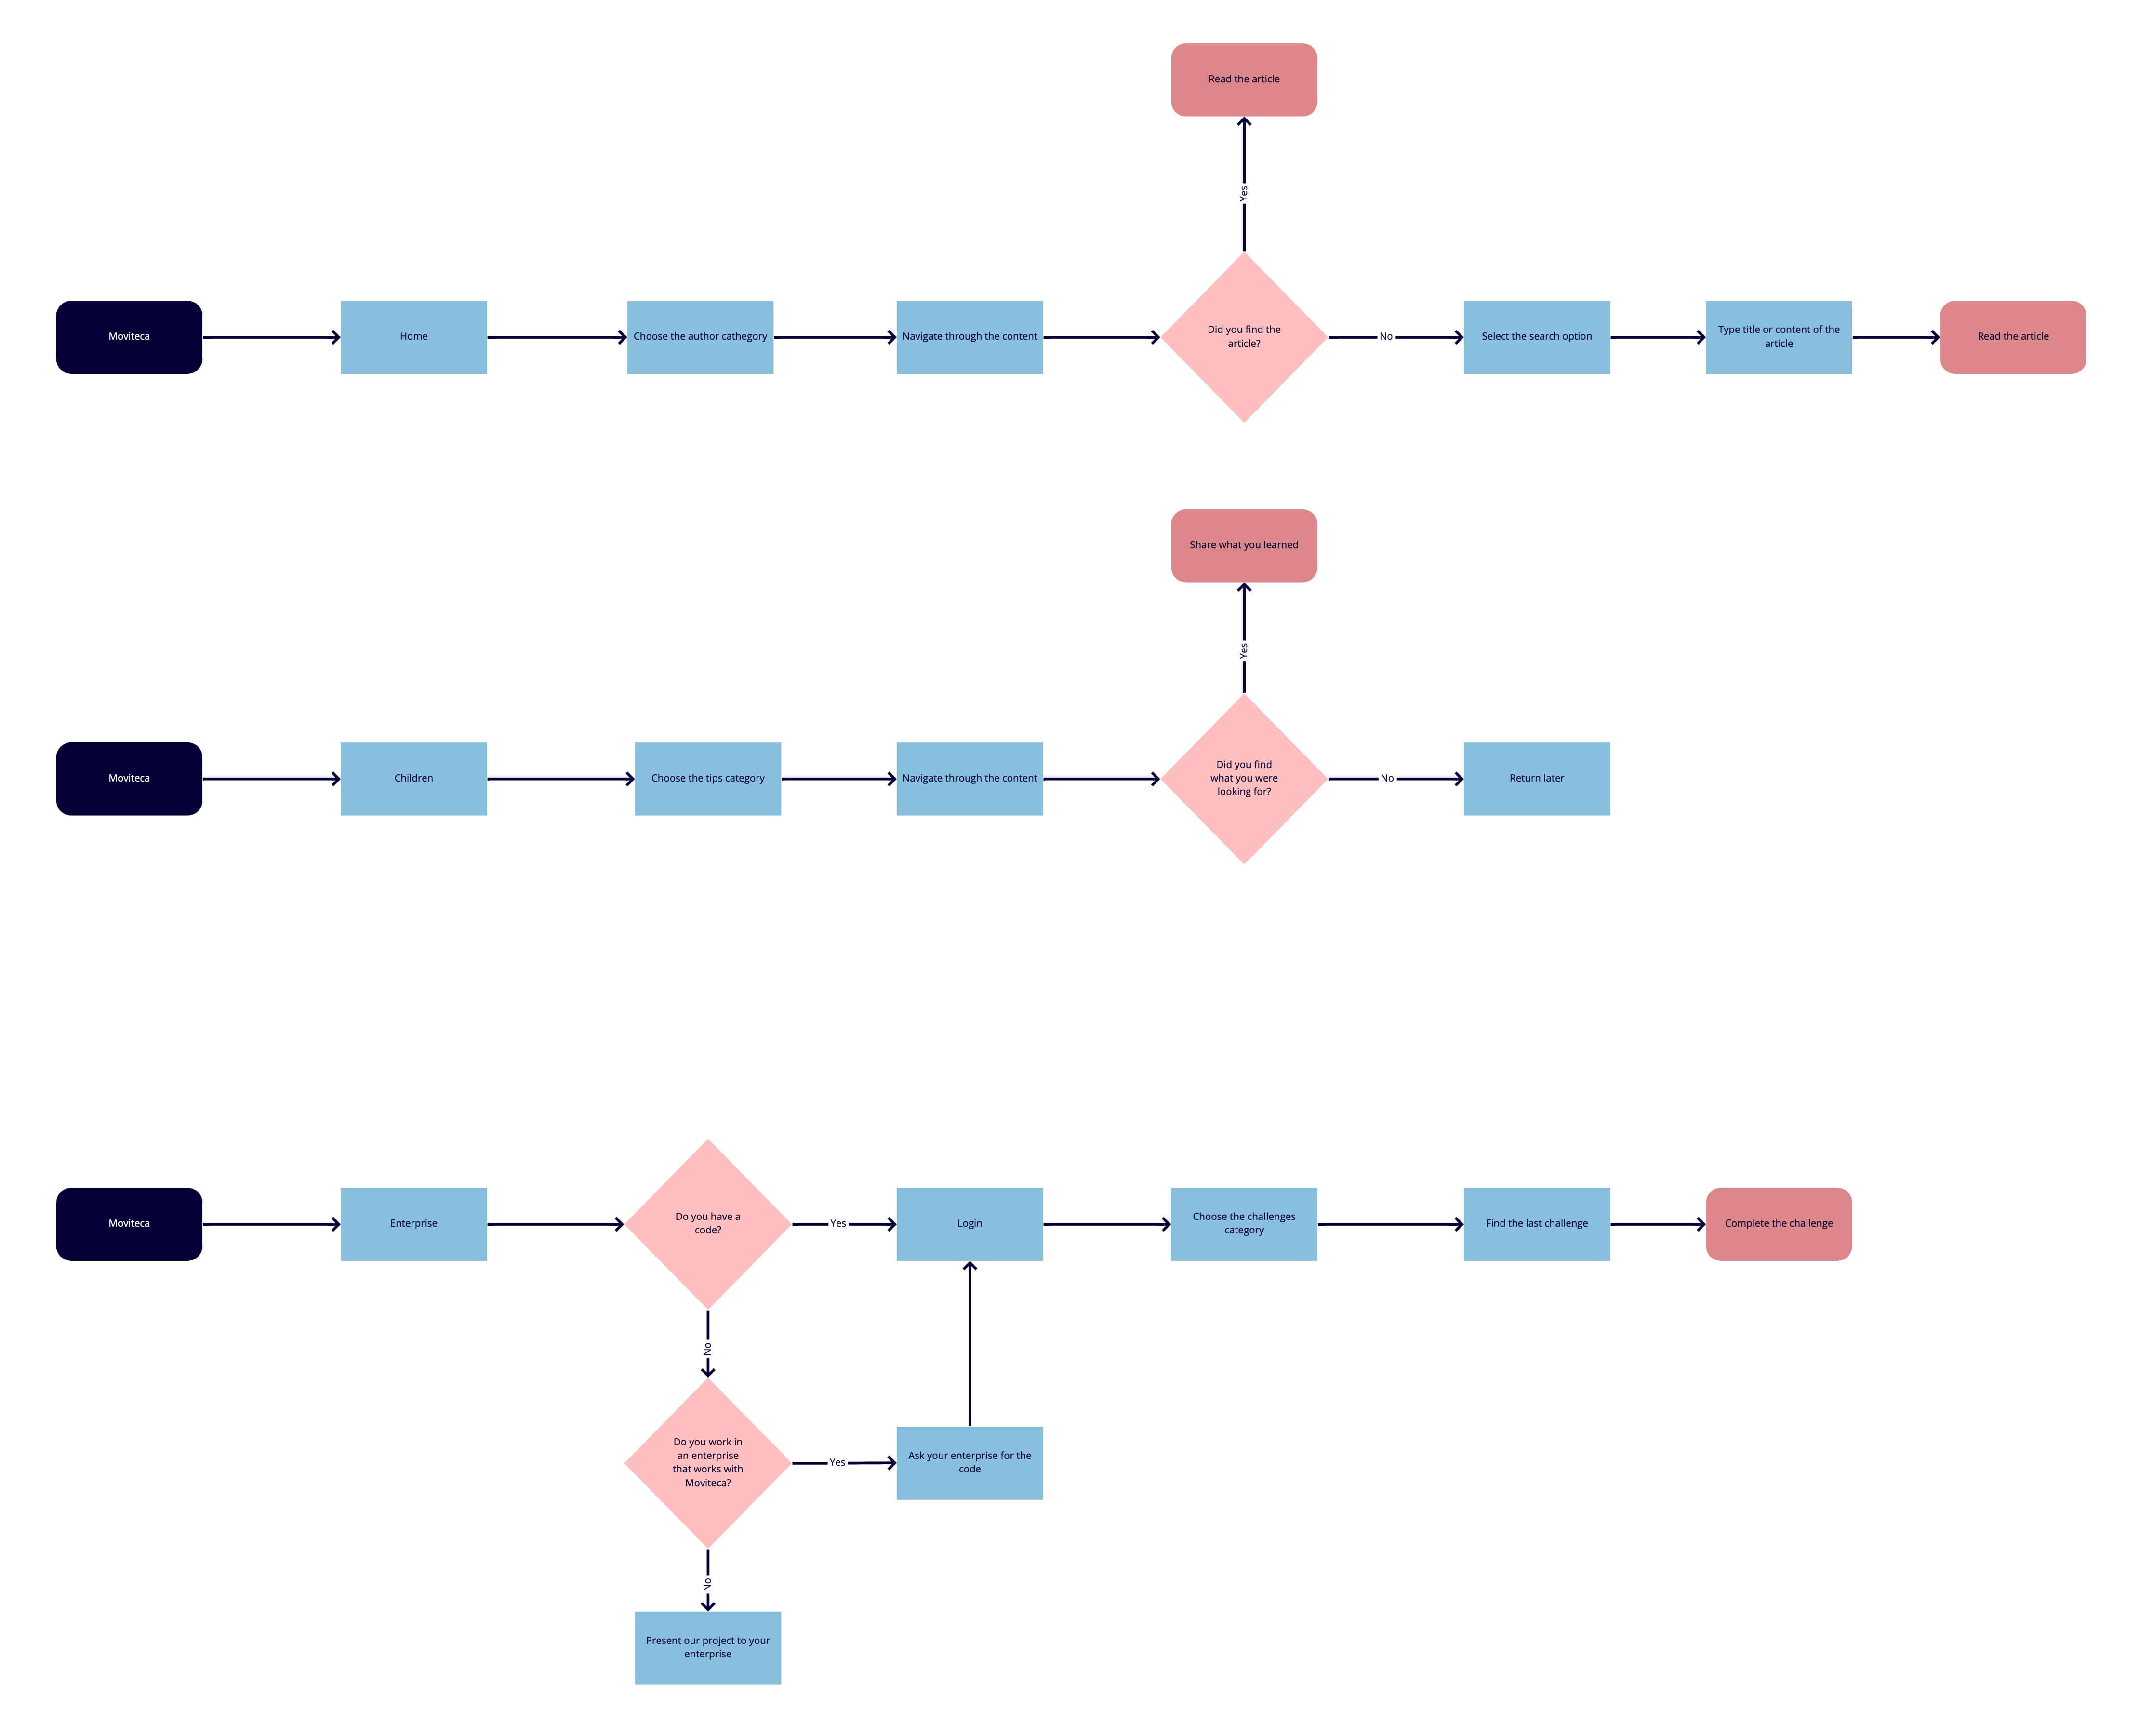 Read the article
Yes
Moviteca
Home
Choose the author cathegory
Navigate through the content
Did you find the
article?
No
Select the search option
Type title or content of the
article
Read the article
Share what you learned
Yes
Moviteca
Children
Choose the tips category
Navigate through the content
Did you find
what you were
looking for?
No
Return later
Moviteca
Enterprise
Do you have a
code?
Yes
Login
Choose the challenges
category
Find the last challenge
Complete the challenge
No
Do you work in
an enterprise
that works with
Moviteca?
Yes
Ask your enterprise for the
code
No
Present our project to your
enterprise